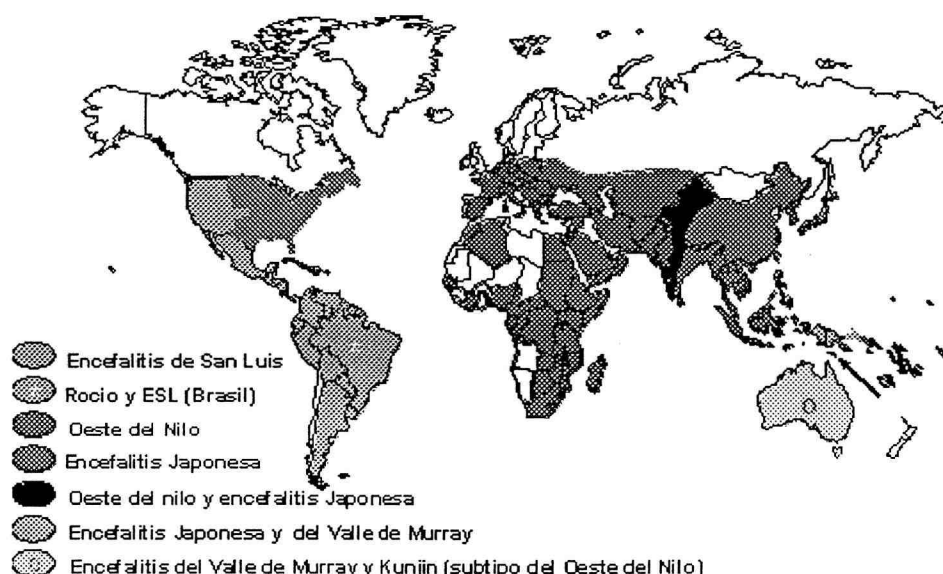 Encefalitis de San Luis
Rocio y ESL (Brasil)
Oeste del Nilo
Encefalitis Japonesa
Oeste del nilo y encefalitis Japonesa
Encefalitis Japonesa y del Valle de Murray
Encefalitis del Valle de Murray y Kunjin (subtipo del Oeste del Nilo)